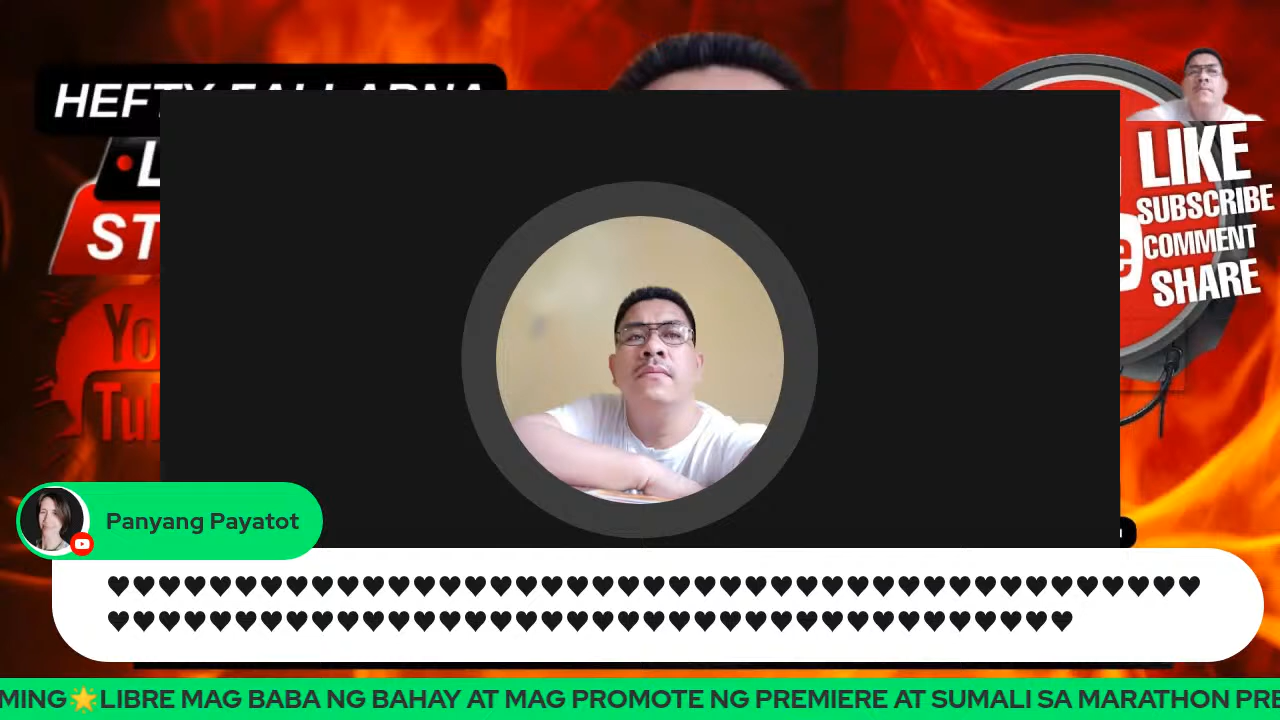 LIKE
SUBSCRIBE
COMMENT
SHARE
Panyang Payatot
♥♥♥♥♥♥♥♥♥♥♥♥♥♥♥♥♥♥♥♥♥♥♥♥♥♥♥♥♥♥♥♥♥♥♥♥♥♥♥♥♥♥♥
♥♥♥♥♥♥♥♥♥♥♥♥♥♥♥♥♥♥♥♥♥♥♥♥♥♥♥♥♥♥♥♥♥♥♥♥♥♥
MING🌟LIBRE MAG BABA NG BAHAY AT MAG PROMOTE NG PREMIERE AT SUMALI SA MARATHON PRE